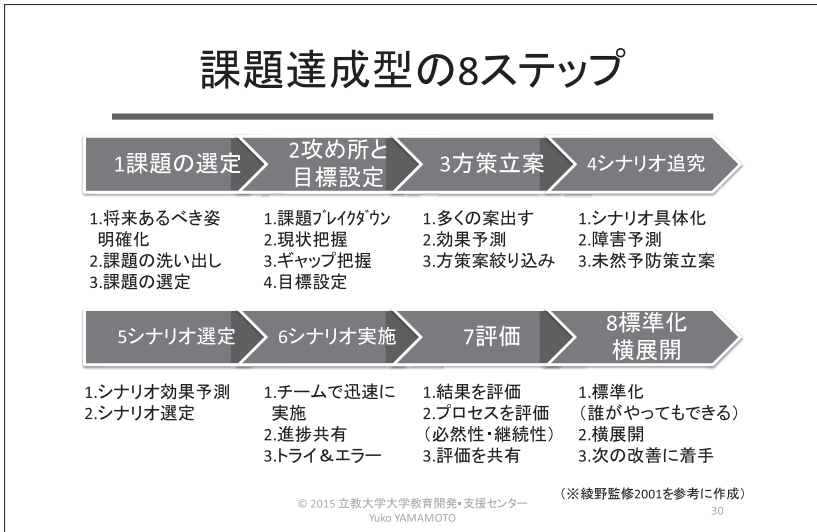 課題達成型の8ステップ
1課題の選定
2攻め所と
目標設定
3方策立案
4シナリオ追究
1.将来あるべき姿
明確化
2.課題の洗い出し
3.課題の選定
1.課題ブレイクダウン
2.現状把握
3.ギャップ把握
4.目標設定
1.多くの案出す
2.効果予測
3.方策案絞り込み
1.シナリオ具体化
2.障害予測
3.未然予防策立案
5シナリオ選定
6シナリオ実施
7評価
8標準化
横展開
1.シナリオ効果予測
2.シナリオ選定
1.チームで迅速に
実施
2.進捗共有
3.トライ&エラー
1.結果を評価
2.プロセスを評価
(必然性・継続性)
3.評価を共有
1.標準化
(誰がやってもできる)
2.横展開
3.次の改善に着手
(※綾野監修2001を参考に作成)
© 2015 立教大学大学教育開発・支援センター
Yuko YAMAMOTO
30